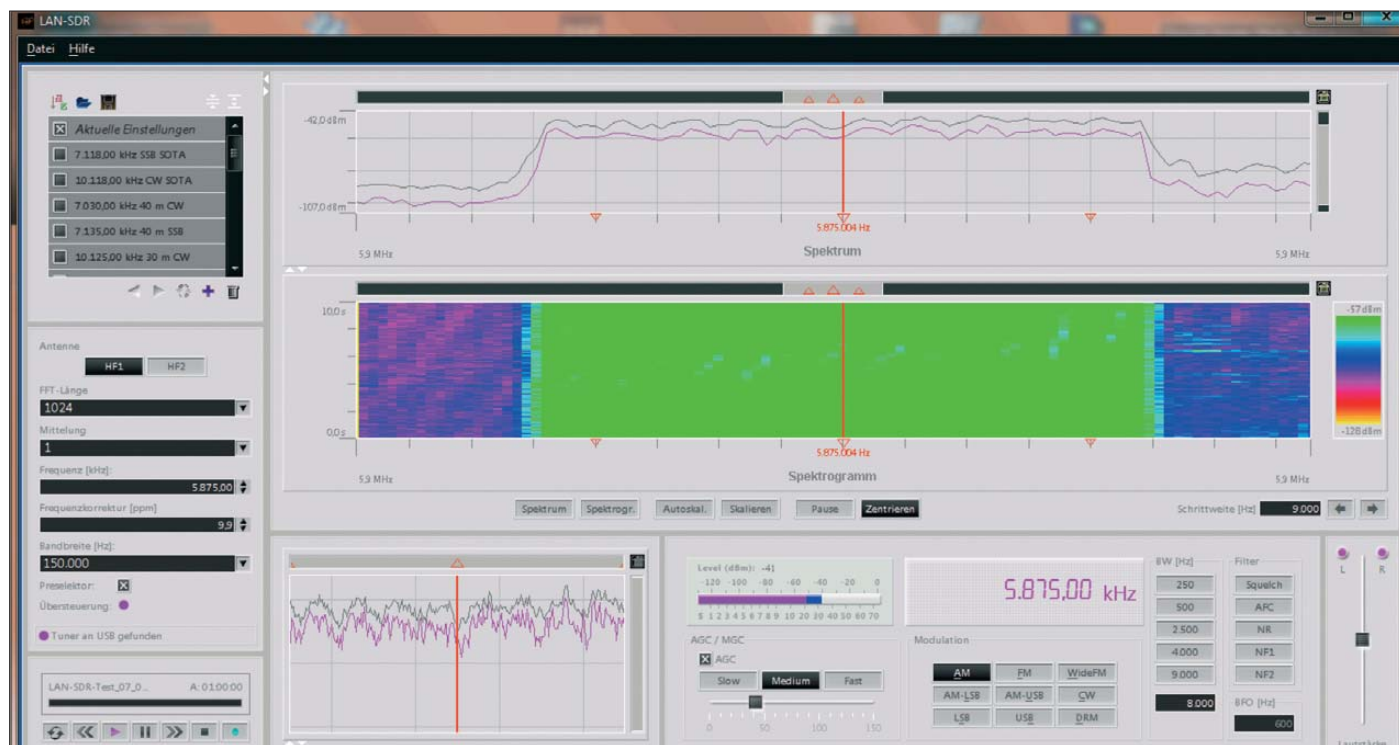 LAN-SDR
Datei Hilfe
Aktuelle Einstellungen
7.118,00 kHz SSB SOTA
10.118,00 kHz CW SOTA
7.030,00 kHz 40 m CW
7.135,00 kHz 40 m SSB
10.125,00 kHz 30 m CW
Antenne
HF1 HF2
FFT-Länge
1024
Mittelung
1
Frequenz [kHz]:
5.875,00
Frequenzkorrektur [ppm]
9,9
Bandbreite [Hz]:
150.000
Preselektor:
Übersteuerung:
Tuner an USB gefunden
LAN-SDR-Test_07_0... A: 01:00:00
-42,0 dBm
-107,0 dBm
5.875.004 Hz
5,9 MHz Spektrum 5,9 MHz
10,0 s
0,0 s
-57 dBm
-128 dBm
5.875.004 Hz
5,9 MHz Spektrogramm 5,9 MHz
Spektrum Spektrogr. Autoskal. Skalieren Pause Zentrieren
Schrittweite [Hz] 9.000
Level (dBm): -41
-120 -100 -80 -60 -40 -20 0
S 1 2 3 4 5 6 7 8 9 10 20 30 40 50 60 70
AGC / MGC
AGC
Slow Medium Fast
0 50 100 150
5.875,00 kHz
Modulation
AM FM WideFM
AM-LSB AM-USB CW
LSB USB DRM
BW [Hz]
250
500
2.500
4.000
9.000
8.000
Filter
Squelch
AFC
NR
NF1
NF2
BFO [Hz]
600
L R